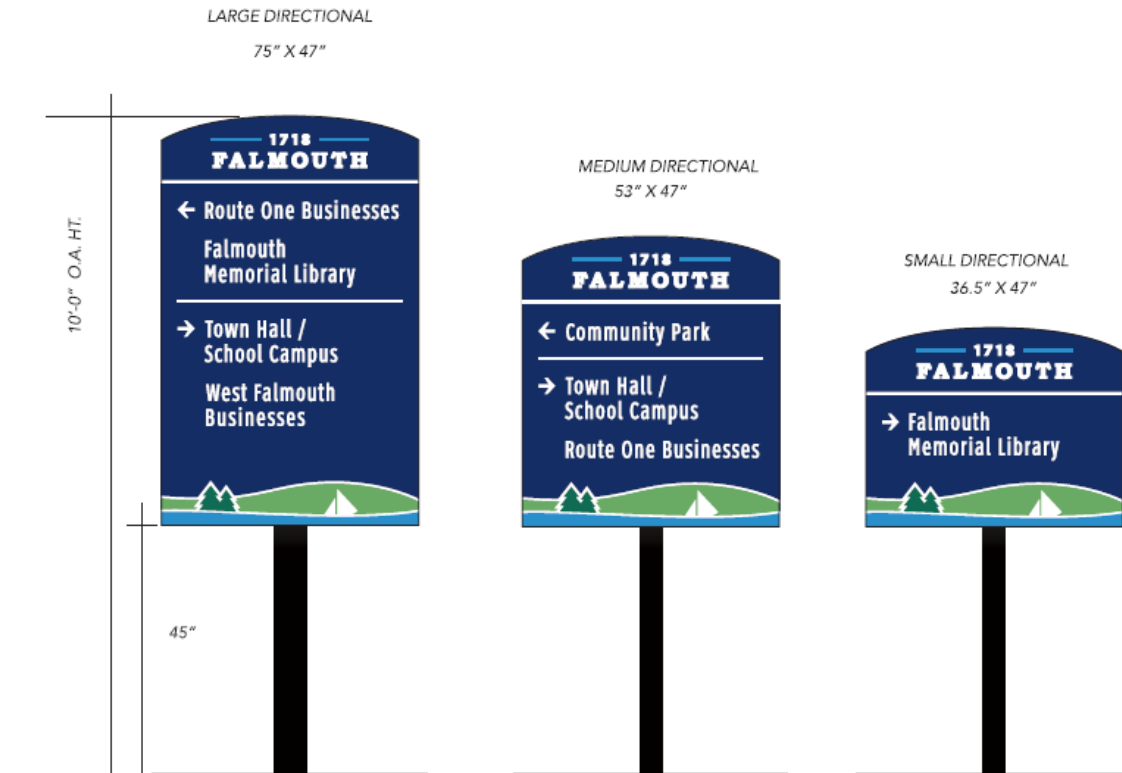 LARGE DIRECTIONAL
75" X 47"
10'-0" O.A. HT.
1718
FALMOUTH
← Route One Businesses
Falmouth
Memorial Library
→ Town Hall /
School Campus
West Falmouth
Businesses
45"
MEDIUM DIRECTIONAL
53" X 47"
1718
FALMOUTH
← Community Park
→ Town Hall /
School Campus
Route One Businesses
SMALL DIRECTIONAL
36.5" X 47"
1718
FALMOUTH
→ Falmouth
Memorial Library